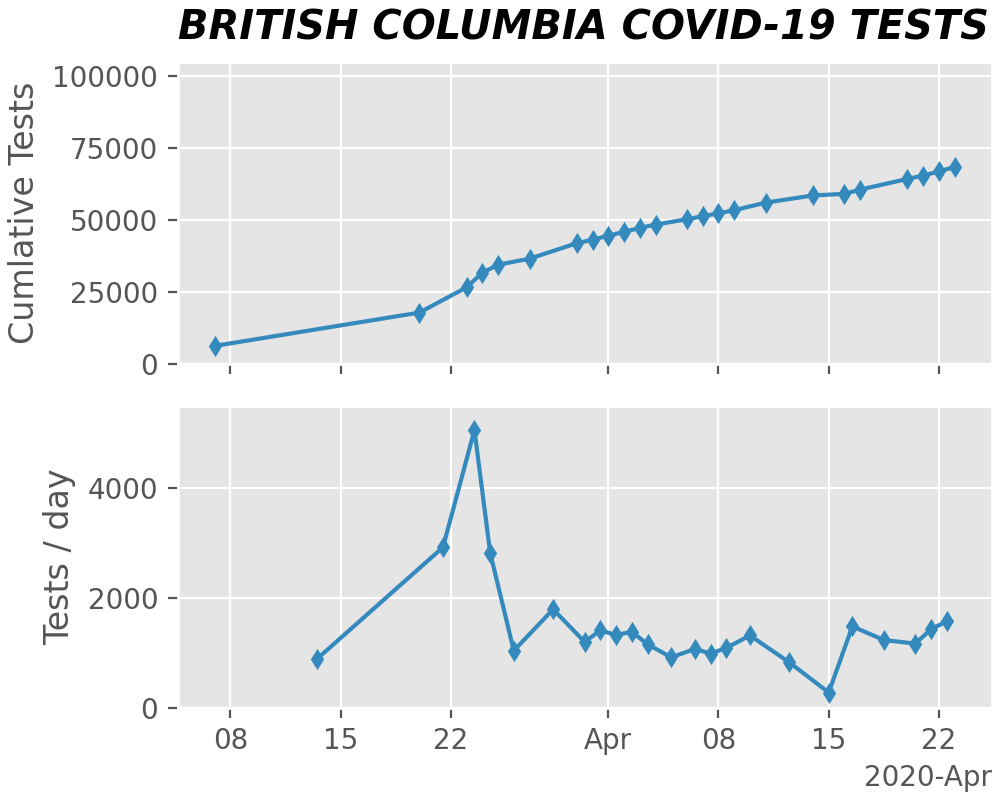 BRITISH COLUMBIA COVID-19 TESTS
Cumlative Tests
100000
75000
50000
25000
0
Tests / day
4000
2000
0
08 15 22 Apr 08 15 22
2020-Apr